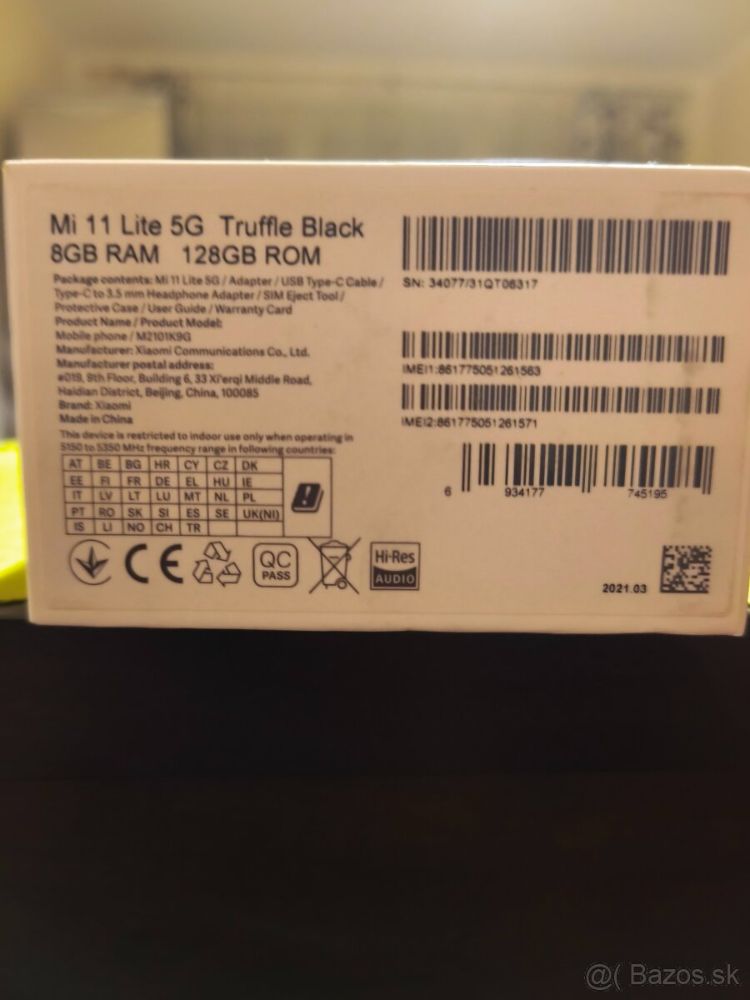 Mi 11 Lite 5G Truffle Black
8GB RAM 128GB ROM
Package contents: Mi 11 Lite 5G / Adapter / USB Type-C Cable /
Type-C to 3.5 mm Headphone Adapter / SIM Eject Tool /
Protective Case / User Guide / Warranty Card
Product Name / Product Model:
Mobile phone / M2101K9G
Manufacturer: Xiaomi Communications Co., Ltd.
Manufacturer postal address:
#019, 9th Floor, Building 6, 33 Xi'erqi Middle Road,
Haidian District, Beijing, China, 100085
Brand: Xiaomi
Made in China
This device is restricted to indoor use only when operating in
5150 to 5350 MHz frequency range in following countries:
AT BE BG HR CY CZ DK
EE FI FR DE EL HU IE
IT LV LT LU MT NL PL
PT RO SK SI ES SE UK(NI)
IS LI NO CH TR
CE
QC
PASS
Hi-Res
AUDIO
SN: 34077/31QT06317
IMEI1:861775051261563
IMEI2:861775051261571
6 934177 745195
2021.03
@( Bazos.sk